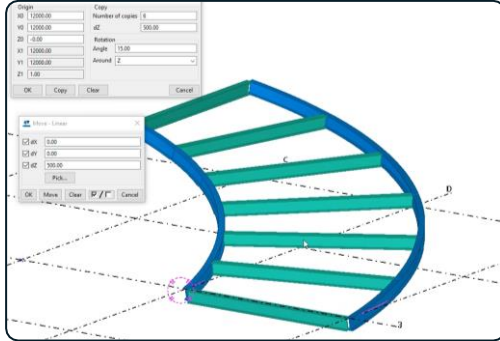 Origin
Copy
X0 12000.00
Number of copies 6
Y0 12000.00
dZ 500.00
Z0 -0.00
Rotation
X1 12000.00
Angle 15.00
Y1 12000.00
Around Z
Z1 1.00
OK Copy Clear Cancel
Move - Linear
dX 0.00
dY 0.00
dZ 500.00
Pick...
OK Move Clear Cancel
C
D
3